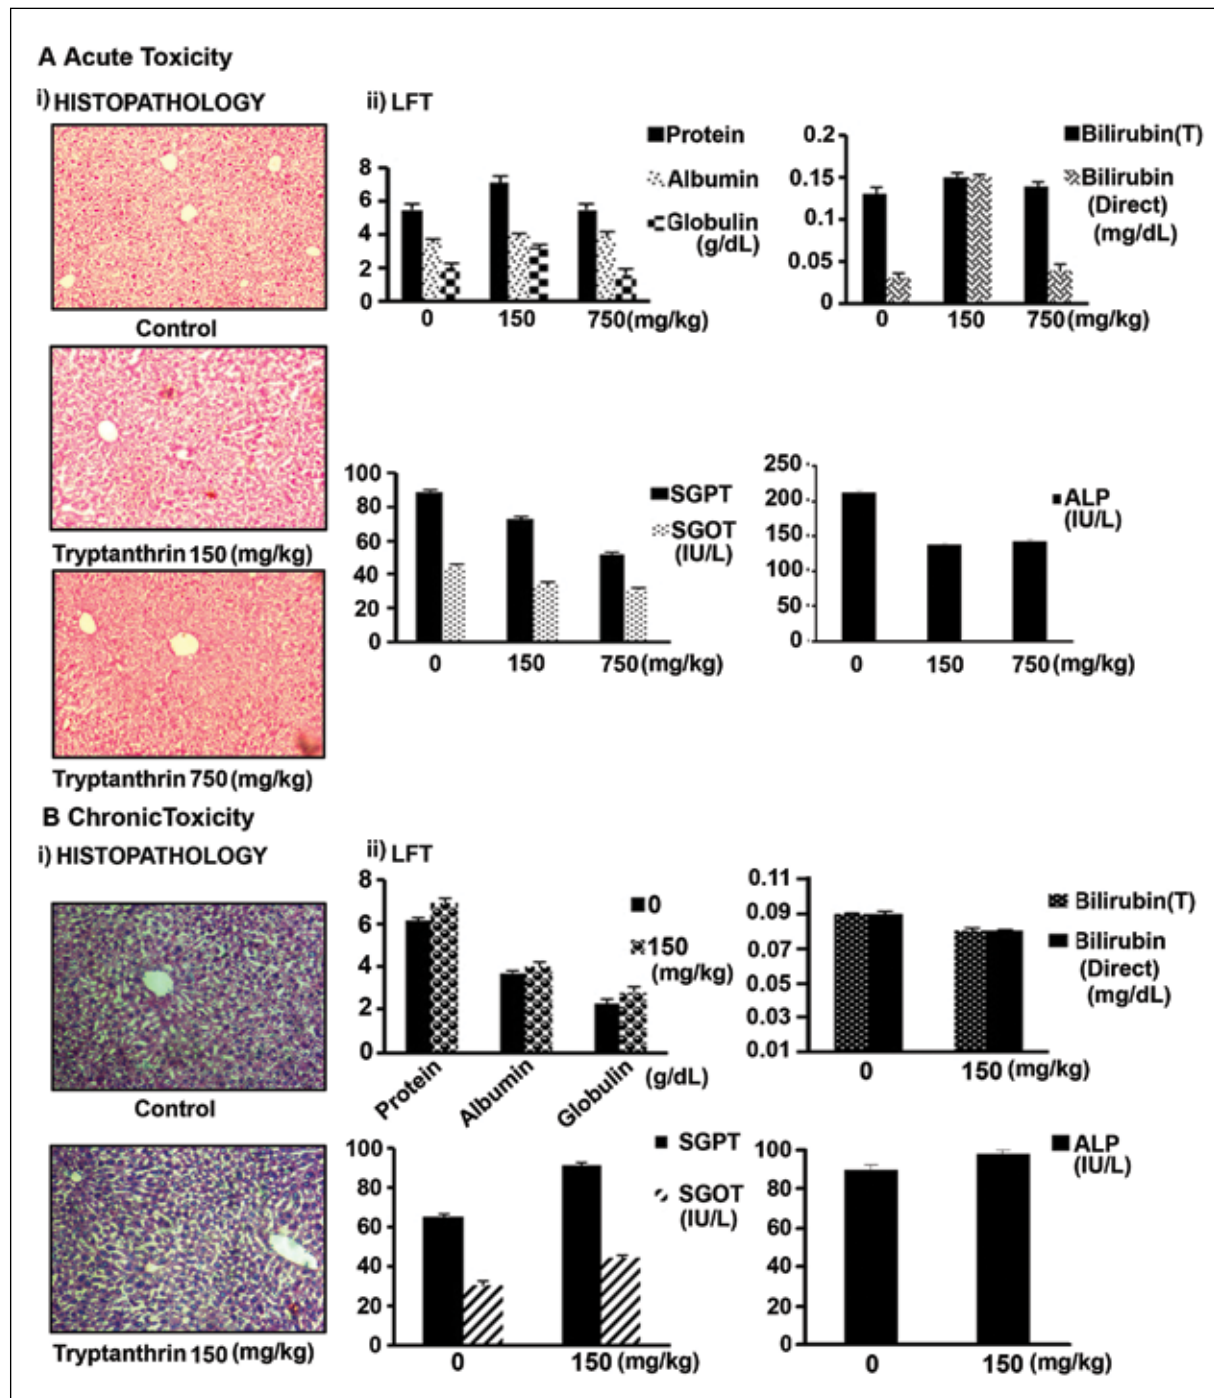 A Acute Toxicity
i) HISTOPATHOLOGY
ii) LFT
Control
Tryptanthrin 150 (mg/kg)
Tryptanthrin 750 (mg/kg)
Protein
Albumin
Globulin
(g/dL)
8
6
4
2
0
0 150 750 (mg/kg)
Bilirubin(T)
Bilirubin
(Direct)
(mg/dL)
0.2
0.15
0.1
0.05
0
0 150 750 (mg/kg)
SGPT
SGOT
(IU/L)
100
80
60
40
20
0
0 150 750 (mg/kg)
ALP
(IU/L)
250
200
150
100
50
0
0 150 750 (mg/kg)
B ChronicToxicity
i) HISTOPATHOLOGY
ii) LFT
Control
Tryptanthrin 150 (mg/kg)
0
150
(mg/kg)
8
6
4
2
0
Protein Albumin Globulin (g/dL)
Bilirubin(T)
Bilirubin
(Direct)
(mg/dL)
0.11
0.09
0.07
0.05
0.03
0.01
0 150 (mg/kg)
SGPT
SGOT
(IU/L)
100
80
60
40
20
0
0 150 (mg/kg)
ALP
(IU/L)
100
80
60
40
20
0
0 150 (mg/kg)